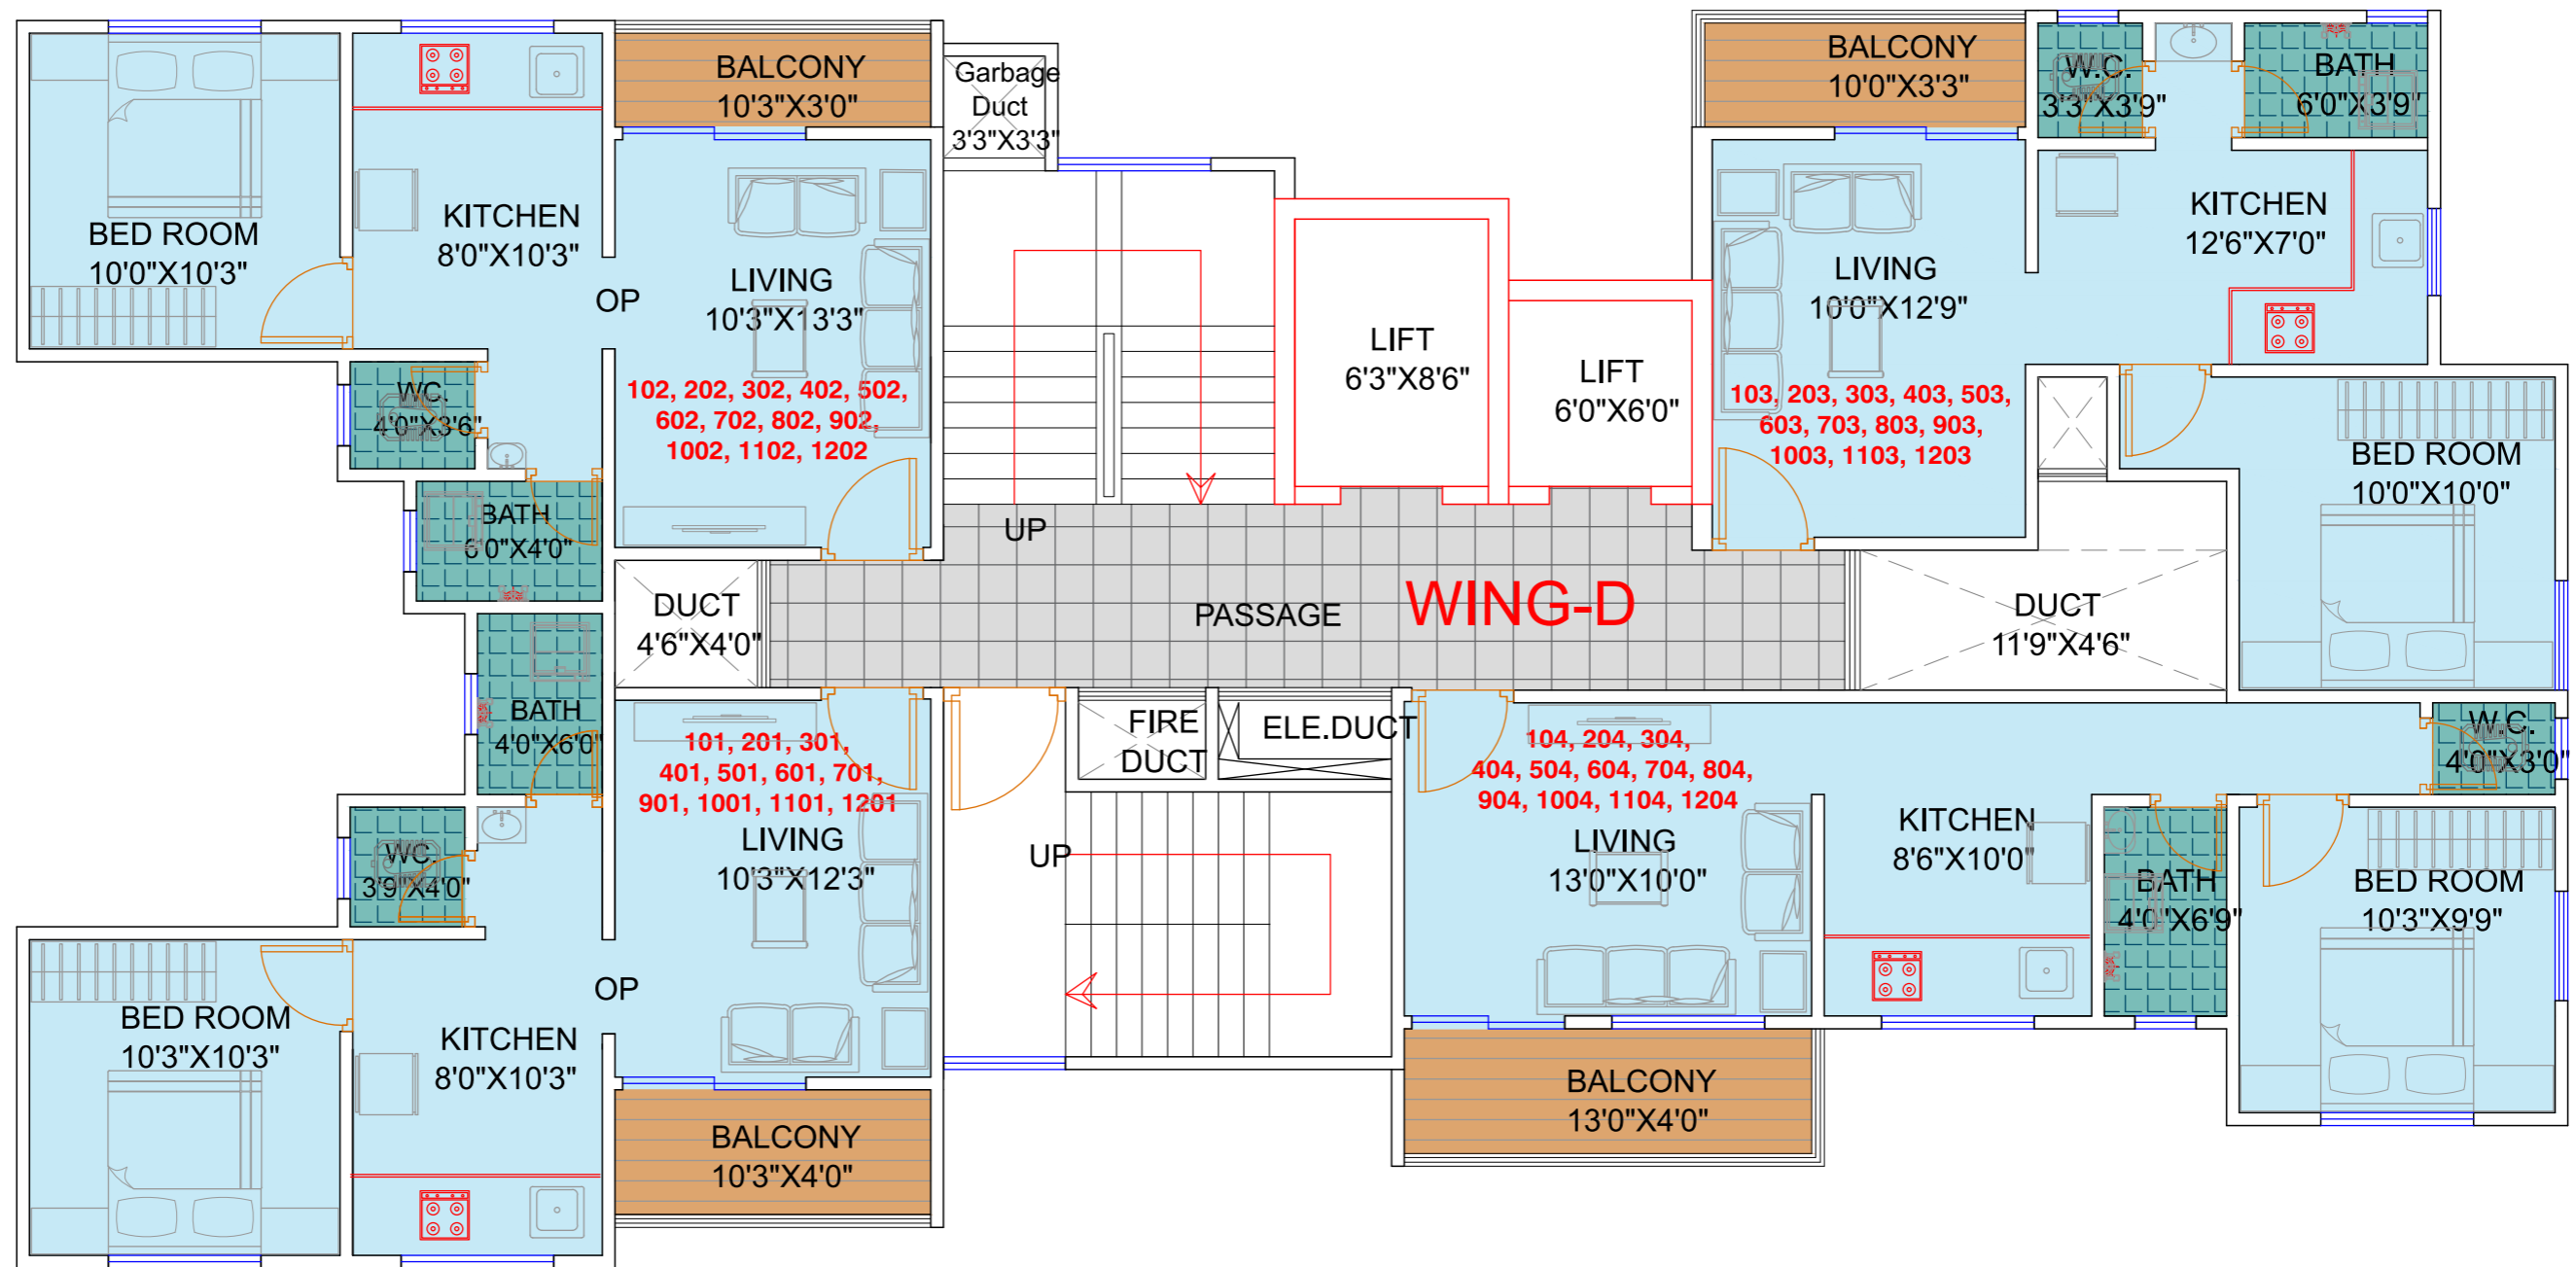 BALCONY
10'3"X3'0"
Garbage
Duct
3'3"X3'3"
BALCONY
10'0"X3'3"
W.C.
3'3"X3'9"
BATH
6'0"X3'9"
BED ROOM
10'0"X10'3"
KITCHEN
8'0"X10'3"
OP
LIVING
10'3"X13'3"
102, 202, 302, 402, 502,
602, 702, 802, 902,
1002, 1102, 1202
LIFT
6'3"X8'6"
LIFT
6'0"X6'0"
LIVING
10'0"X12'9"
103, 203, 303, 403, 503,
603, 703, 803, 903,
1003, 1103, 1203
KITCHEN
12'6"X7'0"
BED ROOM
10'0"X10'0"
WC.
4'0"X3'6"
BATH
6'0"X4'0"
UP
DUCT
4'6"X4'0"
PASSAGE
WING-D
DUCT
11'9"X4'6"
BATH
4'0"X6'0"
WC.
3'9"X4'0"
101, 201, 301,
401, 501, 601, 701,
901, 1001, 1101, 1201
LIVING
10'3"X12'3"
FIRE
DUCT
ELE.DUCT
UP
104, 204, 304,
404, 504, 604, 704, 804,
904, 1004, 1104, 1204
LIVING
13'0"X10'0"
KITCHEN
8'6"X10'0"
W.C.
4'0"X3'0"
BATH
4'0"X6'9"
BED ROOM
10'3"X9'9"
BED ROOM
10'3"X10'3"
OP
KITCHEN
8'0"X10'3"
BALCONY
10'3"X4'0"
BALCONY
13'0"X4'0"